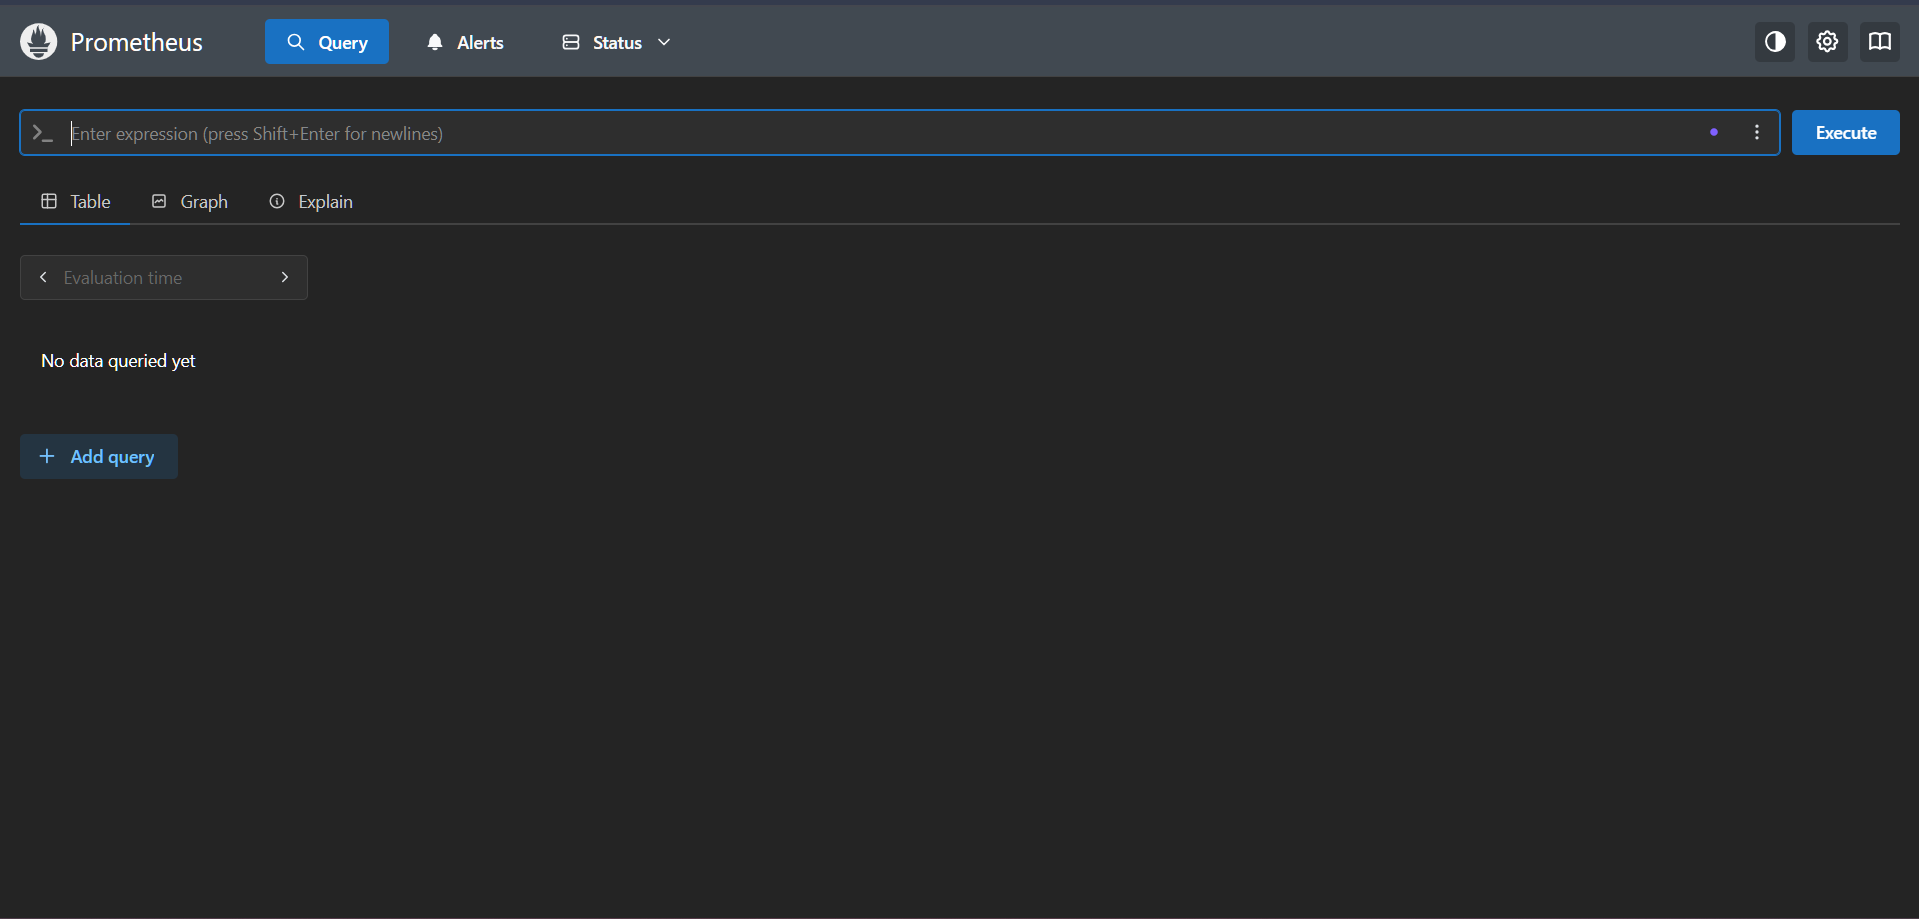 Prometheus
Query
Alerts
Status
Enter expression (press Shift+Enter for newlines)
Execute
Table
Graph
Explain
Evaluation time
No data queried yet
Add query